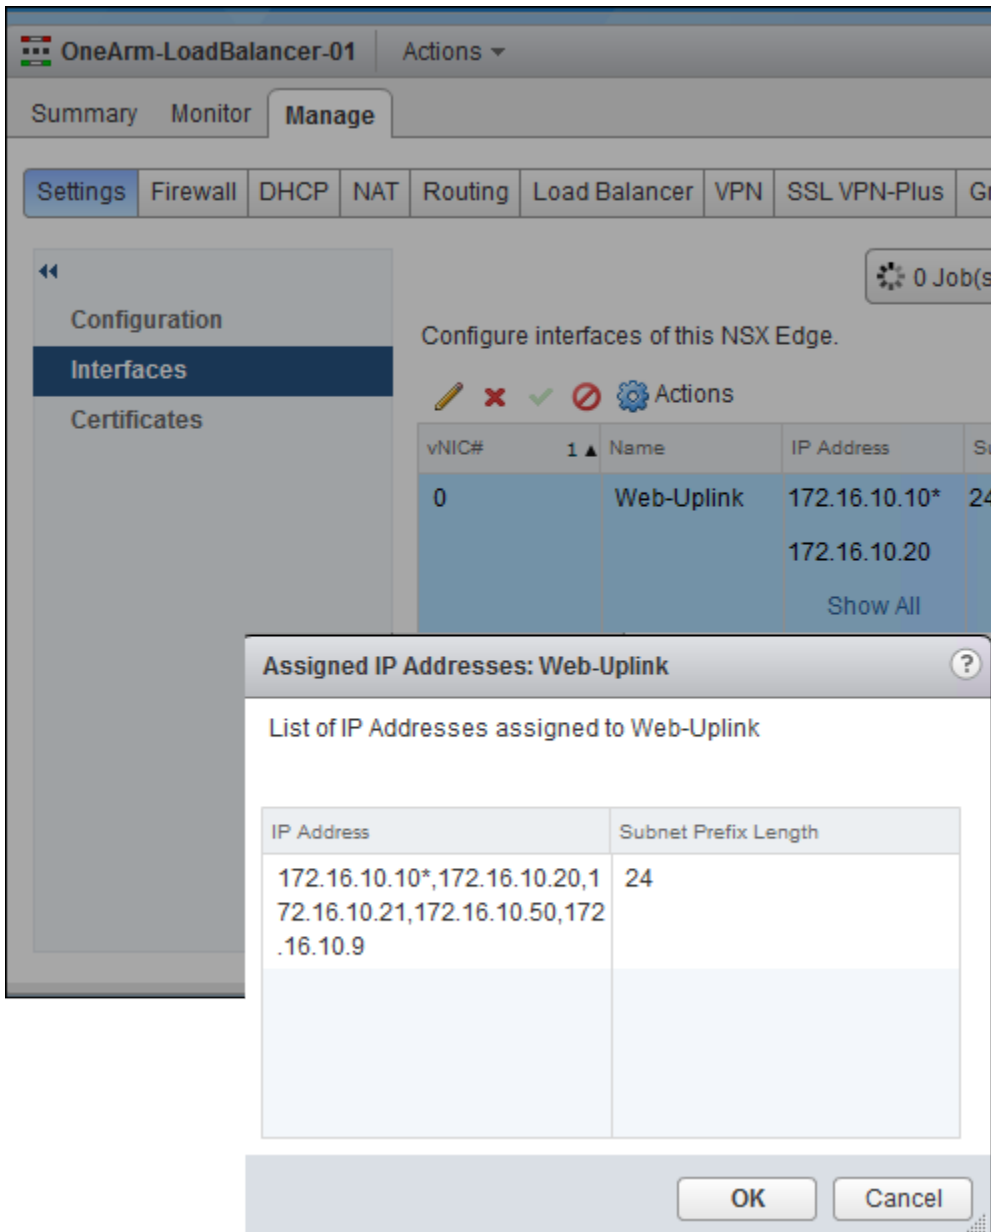 OneArm-LoadBalancer-01 Actions
Summary Monitor Manage
Settings Firewall DHCP NAT Routing Load Balancer VPN SSL VPN-Plus
0 Job(s
Configuration
Configure interfaces of this NSX Edge.
Interfaces
Actions
Certificates
vNIC# 1 Name IP Address
0 Web-Uplink 172.16.10.10* 24
172.16.10.20
Show All
Assigned IP Addresses: Web-Uplink ?
List of IP Addresses assigned to Web-Uplink
IP Address Subnet Prefix Length
172.16.10.10*,172.16.10.20,1 24
72.16.10.21,172.16.10.50,172
.16.10.9
OK Cancel